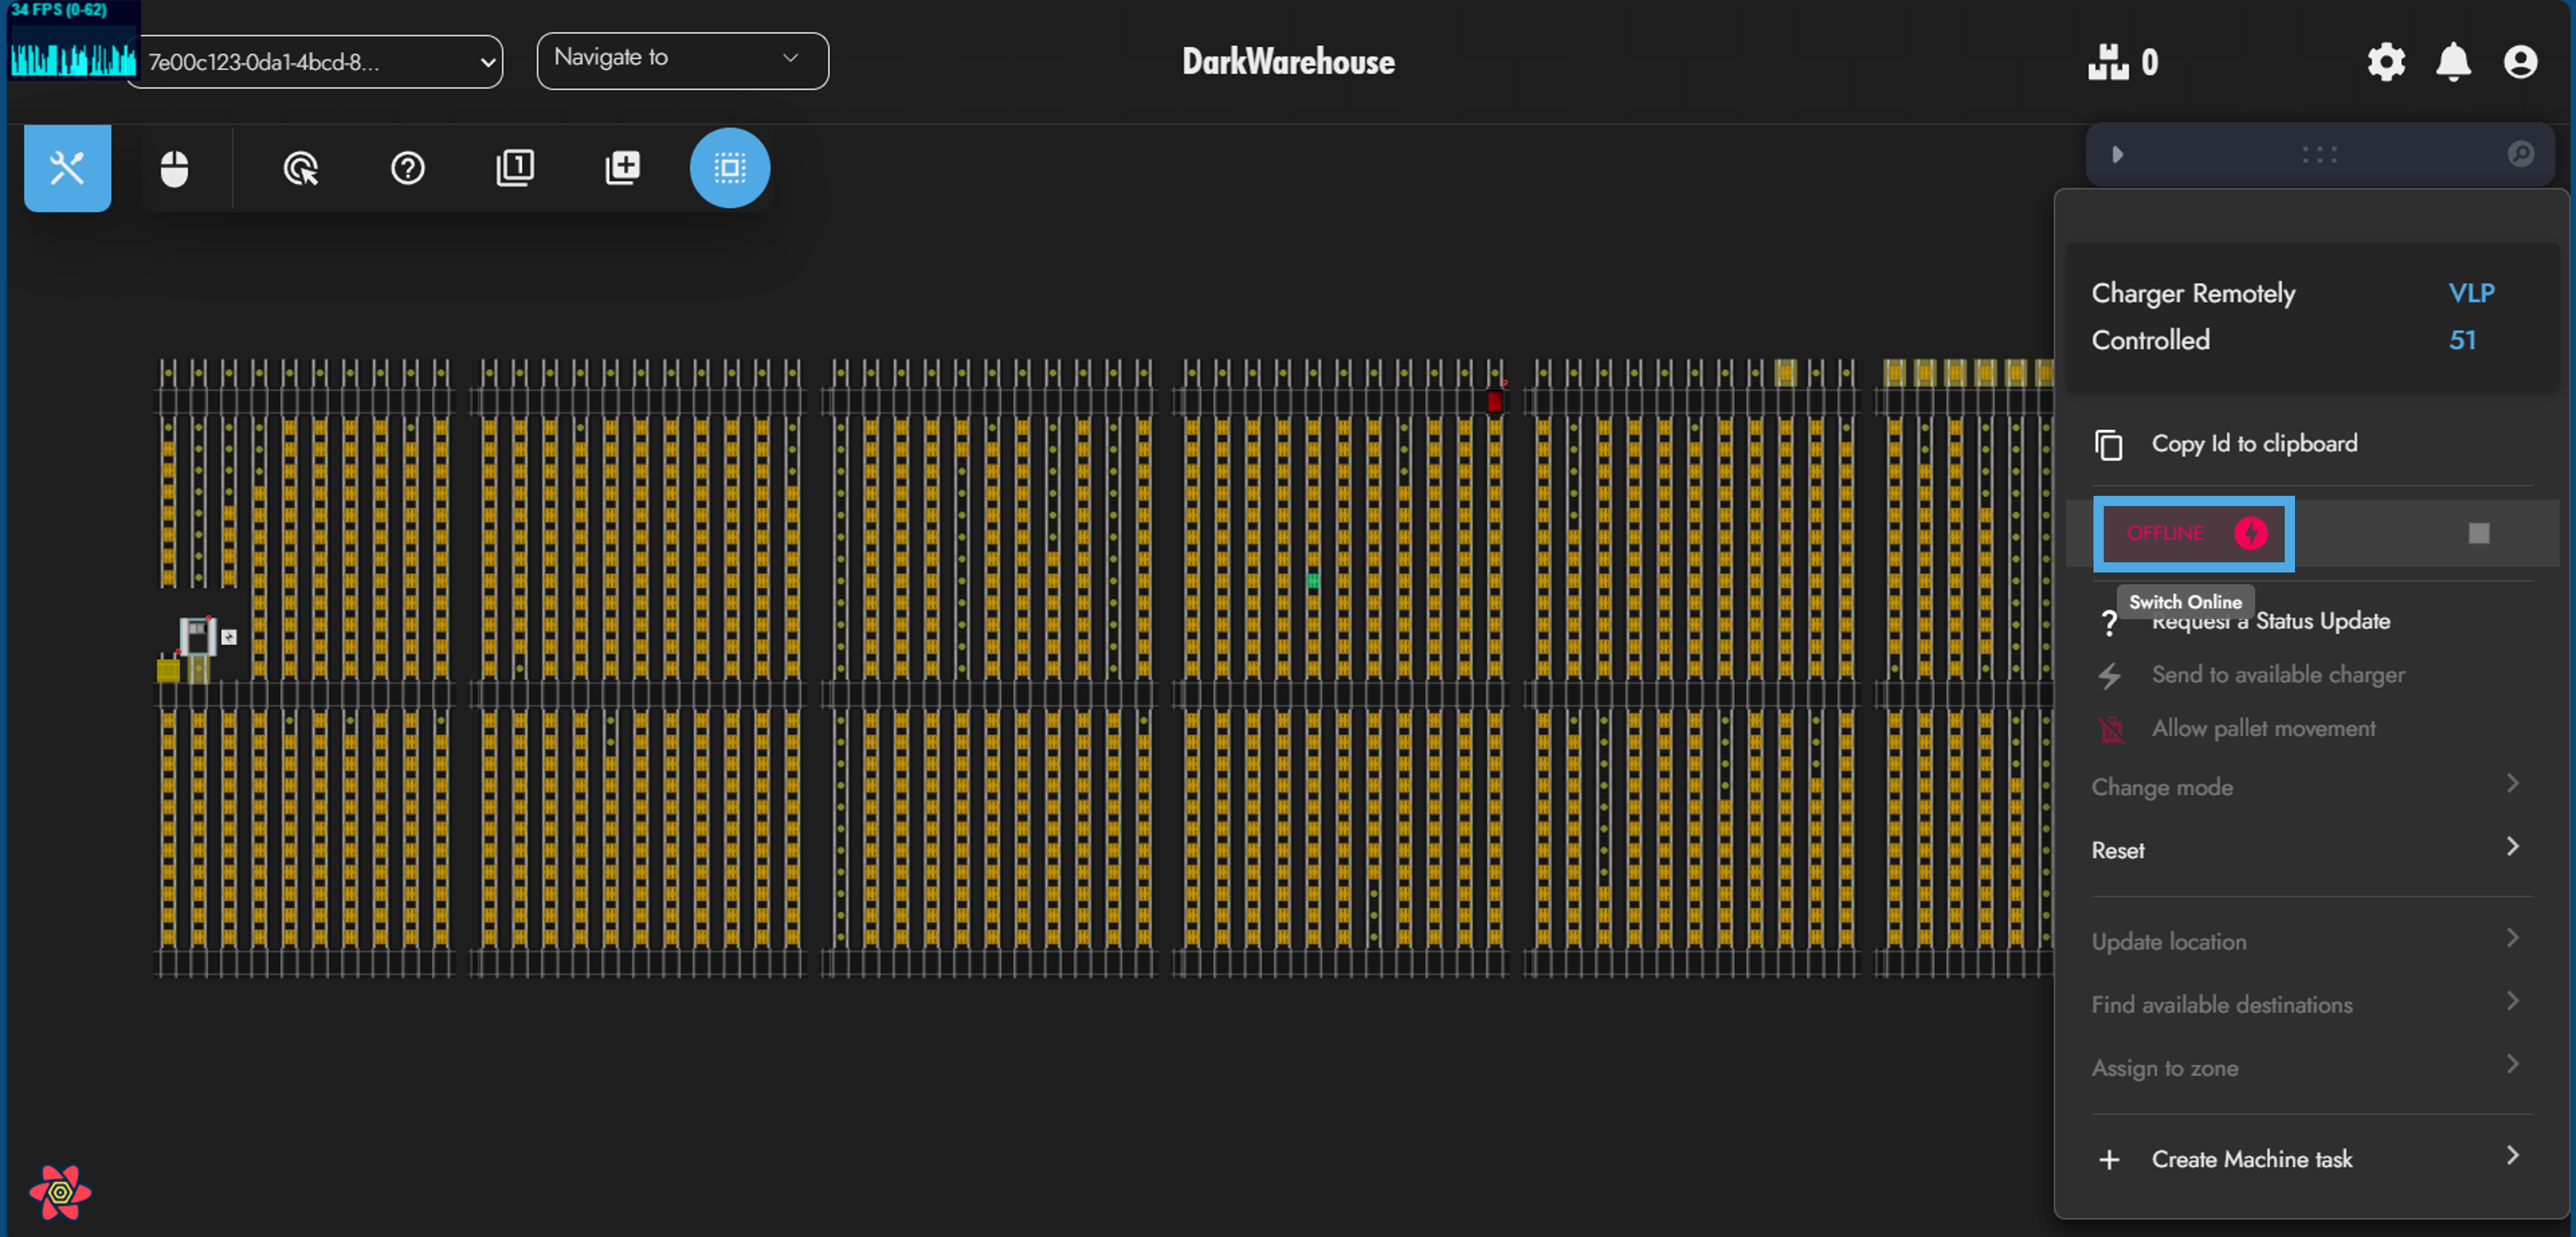 34 FPS (0-62)
7e00c123-0da1-4bcd-8...
Navigate to
DarkWarehouse
0
1
Charger Remotely
Controlled
VLP
51
Copy Id to clipboard
OFFLINE
Switch Online
Request a Status Update
Send to available charger
Allow pallet movement
Change mode
Reset
Update location
Find available destinations
Assign to zone
Create Machine task